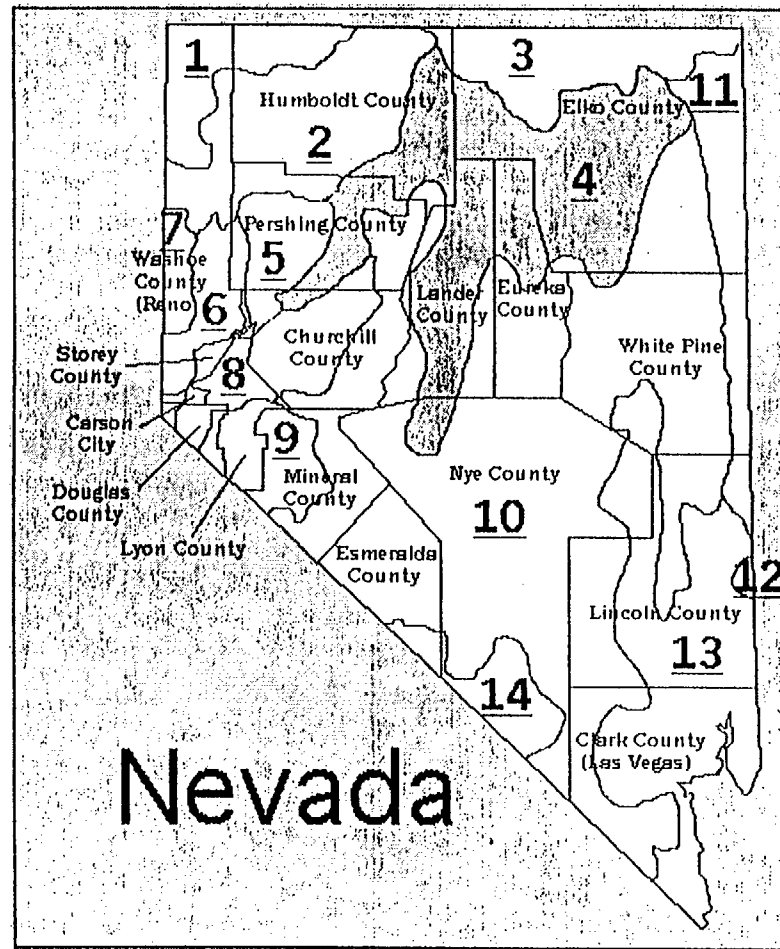 1
3
11
Humboldt County
Elko County
2
4
7
Pershing County
5
Washoe
County
(Reno
6
Lander
County
Eureka
County
Storey
County
Churchill
County
White Pine
County
8
Carson
City
9
Nye County
Mineral
County
Douglas
County
10
Lyon County
Esmeralda
County
12
Lincoln County
13
14
Clark County
(Las Vegas)
Nevada